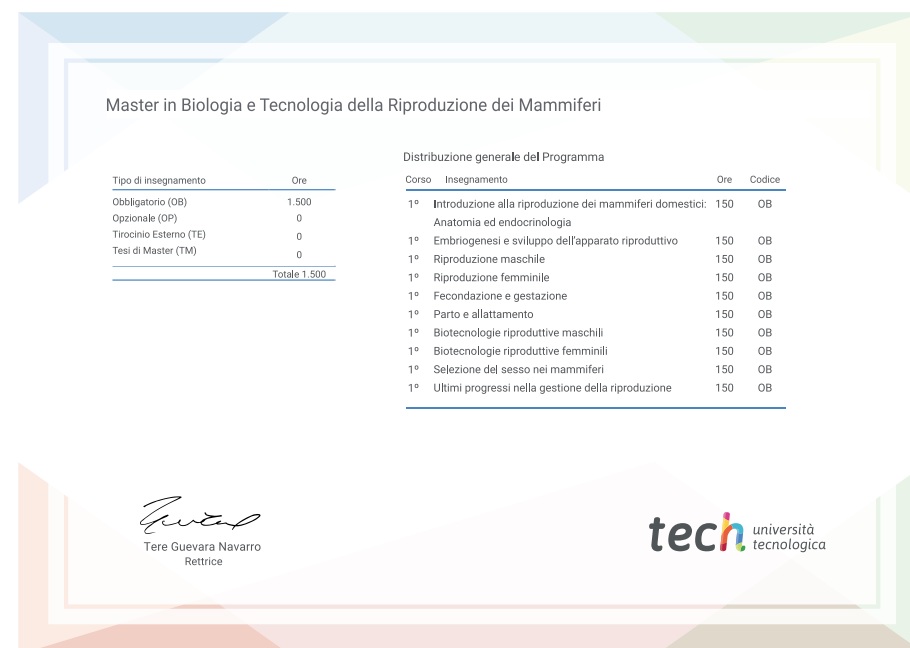 Master in Biologia e Tecnologia della Riproduzione dei Mammiferi
Tipo di insegnamento Ore
Obbligatorio (OB) 1.500
Opzionale (OP) 0
Tirocinio Esterno (TE) 0
Tesi di Master (TM) 0
Totale 1.500
Distribuzione generale del Programma
Corso Insegnamento Ore Codice
1º Introduzione alla riproduzione dei mammiferi domestici: 150 OB
Anatomia ed endocrinologia
1º Embriogenesi e sviluppo dell'apparato riproduttivo 150 OB
1º Riproduzione maschile 150 OB
1º Riproduzione femminile 150 OB
1º Fecondazione e gestazione 150 OB
1º Parto e allattamento 150 OB
1º Biotecnologie riproduttive maschili 150 OB
1º Biotecnologie riproduttive femminili 150 OB
1º Selezione del sesso nei mammiferi 150 OB
1º Ultimi progressi nella gestione della riproduzione 150 OB
Tere Guevara Navarro
Rettrice
tech università
tecnologica